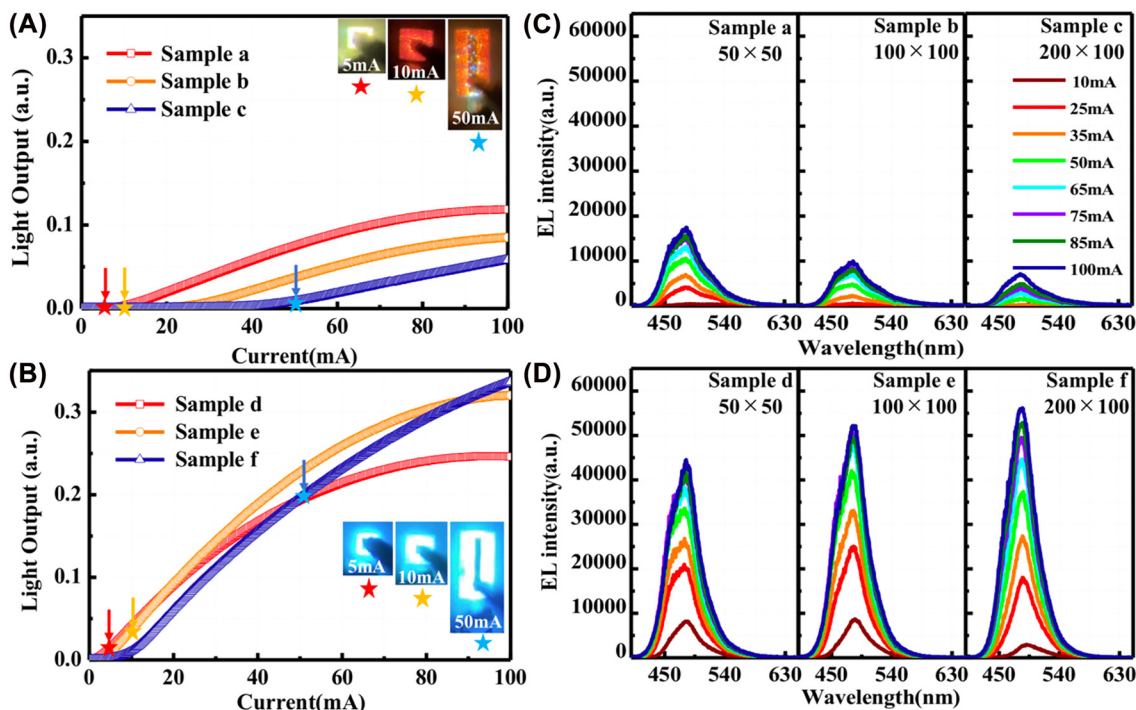 (A)
0.3
0.2
0.1
0.0
Light Output (a.u.)
Sample a
Sample b
Sample c
5mA
10mA
50mA
0 20 40 60 80 100
Current(mA)
(C)
60000
50000
40000
30000
20000
10000
0
EL intensity(a.u.)
Sample a
50×50
Sample b
100×100
Sample c
200×100
10mA
25mA
35mA
50mA
65mA
75mA
85mA
100mA
450 540 630 450 540 630 450 540 630
Wavelength(nm)
(B)
0.3
0.2
0.1
0.0
Light Output (a.u.)
Sample d
Sample e
Sample f
5mA
10mA
50mA
0 20 40 60 80 100
Current(mA)
(D)
60000
50000
40000
30000
20000
10000
0
EL intensity(a.u.)
Sample d
50×50
Sample e
100×100
Sample f
200×100
450 540 630 450 540 630 450 540 630
Wavelength(nm)